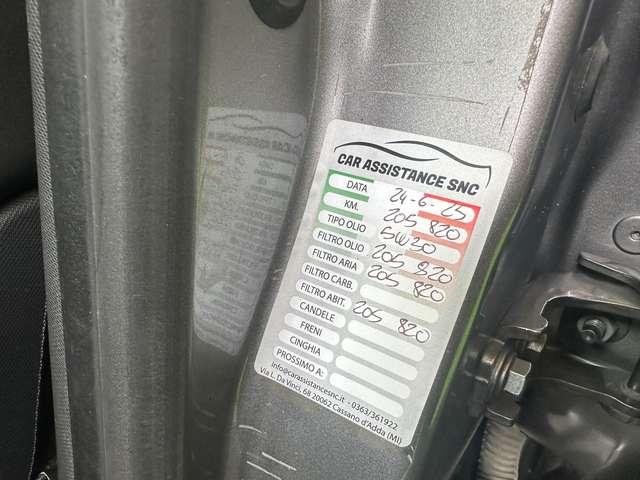 CAR ASSISTANCE SNC
DATA 24-6-25
KM. 205 820
TIPO OLIO 5W30
FILTRO OLIO 205 820
FILTRO ARIA 205 820
FILTRO CARB.
FILTRO ABIT. 205 820
CANDELE
FRENI
CINGHIA
PROSSIMO A:
info@carassistancesnc.it - 0363/361922
Via L. Da Vinci, 68 20062 Cassano d'Adda (MI)